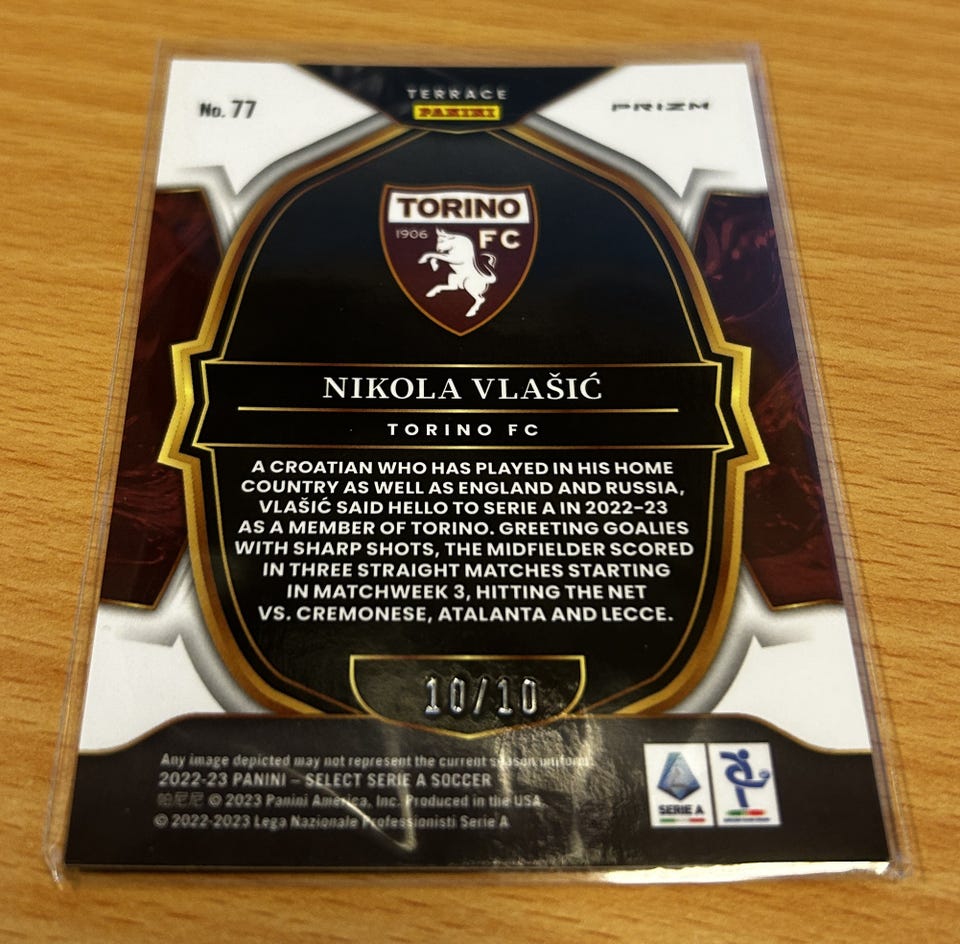 No. 77
TERRACE
PANINI
PRIZM
TORINO
1906 FC
NIKOLA VLAŠIĆ
TORINO FC
A CROATIAN WHO HAS PLAYED IN HIS HOME
COUNTRY AS WELL AS ENGLAND AND RUSSIA,
VLAŠIĆ SAID HELLO TO SERIE A IN 2022–23
AS A MEMBER OF TORINO. GREETING GOALIES
WITH SHARP SHOTS, THE MIDFIELDER SCORED
IN THREE STRAIGHT MATCHES STARTING
IN MATCHWEEK 3, HITTING THE NET
VS. CREMONESE, ATALANTA AND LECCE.
10/10
Any image depicted may not represent the current season uniform.
2022-23 PANINI – SELECT SERIE A SOCCER
帕尼尼 © 2023 Panini America, Inc. Produced in the USA.
© 2022-2023 Lega Nazionale Professionisti Serie A
SERIE A